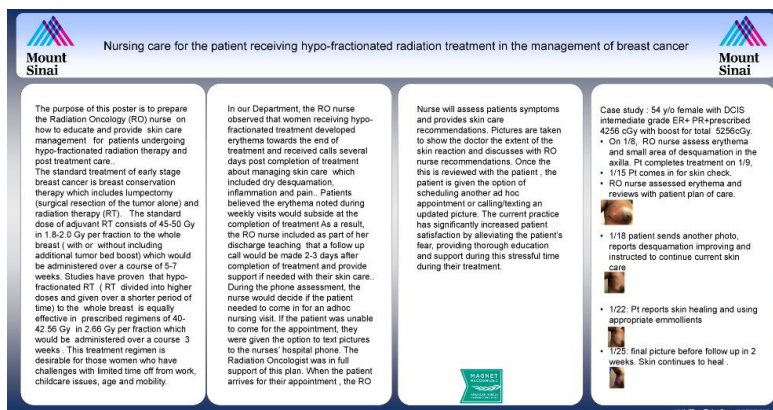 Mount
Sinai
Nursing care for the patient receiving hypo-fractionated radiation treatment in the management of breast cancer
Mount
Sinai
The purpose of this poster is to prepare
the Radiation Oncology (RO) nurse on
how to educate and provide skin care
management for patients undergoing
hypo-fractionated radiation therapy and
post treatment care..
The standard treatment of early stage
breast cancer is breast conservation
therapy which includes lumpectomy
(surgical resection of the tumor alone) and
radiation therapy (RT). The standard
dose of adjuvant RT consists of 45-50 Gy
in 1.8-2.0 Gy per fraction to the whole
breast ( with or without including
additional tumor bed boost) which would
be administered over a course of 5-7
weeks. Studies have proven that hypo-
fractionated RT ( RT divided into higher
doses and given over a shorter period of
time) to the whole breast is equally
effective in prescribed regimens of 40-
42.56 Gy in 2.66 Gy per fraction which
would be administered over a course 3
weeks . This treatment regimen is
desirable for those women who have
challenges with limited time off from work,
childcare issues, age and mobility.
In our Department, the RO nurse
observed that women receiving hypo-
fractionated treatment developed
erythema towards the end of
treatment and received calls several
days post completion of treatment
about managing skin care which
included dry desquamation,
inflammation and pain.. Patients
believed the erythema noted during
weekly visits would subside at the
completion of treatment As a result,
the RO nurse included as part of her
discharge teaching that a follow up
call would be made 2-3 days after
completion of treatment and provide
support if needed with their skin care..
During the phone assessment, the
nurse would decide if the patient
needed to come in for an adhoc
nursing visit. If the patient was unable
to come for the appointment, they
were given the option to text pictures
to the nurses' hospital phone. The
Radiation Oncologist was in full
support of this plan. When the patient
arrives for their appointment , the RO
Nurse will assess patients symptoms
and provides skin care
recommendations. Pictures are taken
to show the doctor the extent of the
skin reaction and discusses with RO
nurse recommendations. Once the
this is reviewed with the patient , the
patient is given the option of
scheduling another ad hoc
appointment or calling/texting an
updated picture. The current practice
has significantly increased patient
satisfaction by alleviating the patient's
fear, providing thorough education
and support during this stressful time
during their treatment.
MAGNET
RECOGNIZED
Case study : 54 y/o female with DCIS
intemediate grade ER+ PR+prescribed
4256 cGy with boost for total 5256cGy.
• On 1/8, RO nurse assess erythema
and small area of desquamation in the
axilla. Pt completes treatment on 1/9,
• 1/15 Pt comes in for skin check.
• RO nurse assessed erythema and
reviews with patient plan of care.
• 1/18 patient sends another photo,
reports desquamation improving and
instructed to continue current skin
care
• 1/22: Pt reports skin healing and using
appropriate emmollients
• 1/25: final picture before follow up in 2
weeks. Skin continues to heal .